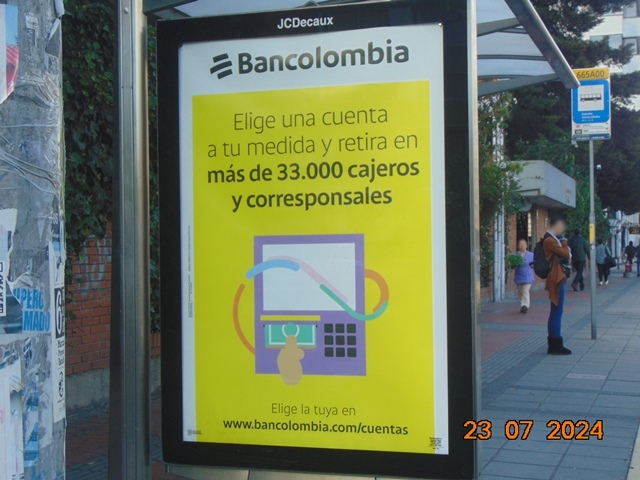 JCDecaux
Bancolombia
Elige una cuenta
a tu medida y retira en
más de 33.000 cajeros
y corresponsales
Elige la tuya en
www.bancolombia.com/cuentas
665A00
23 07 2024